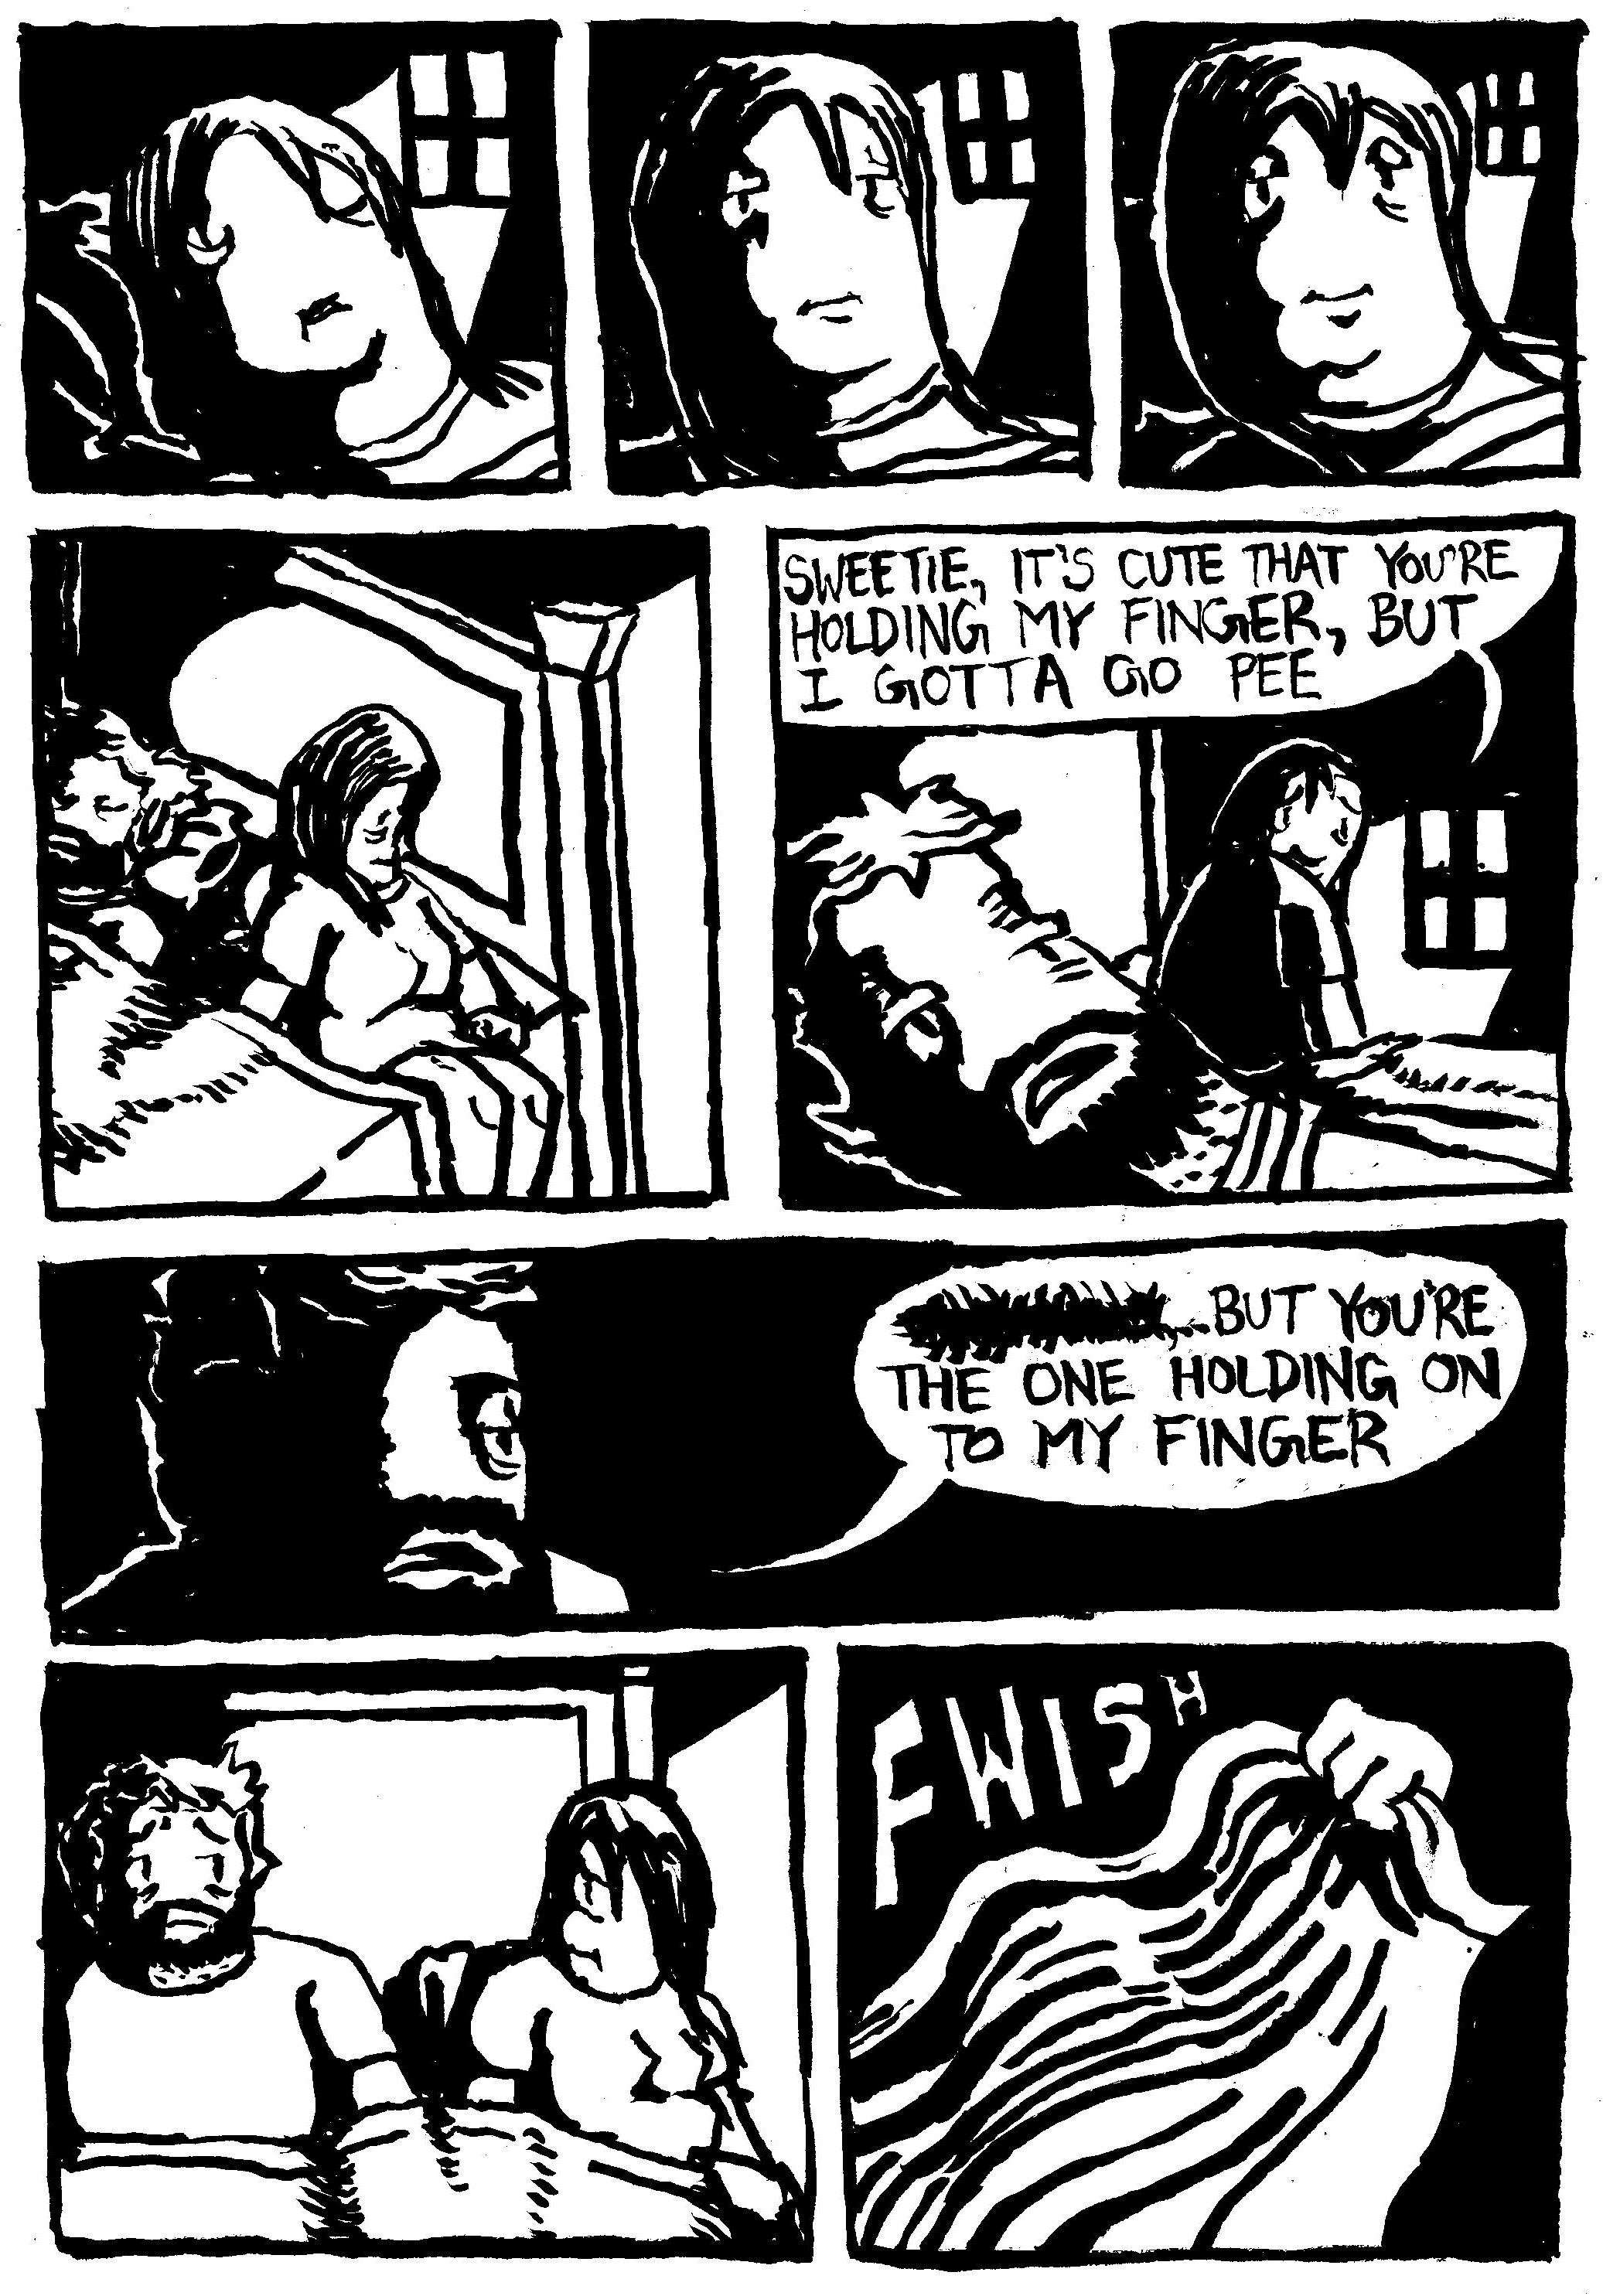 SWEETIE, IT'S CUTE THAT YOU'RE
HOLDING MY FINGER, BUT
I GOTTA GO PEE
...BUT YOU'RE
THE ONE HOLDING ON
TO MY FINGER
FWISH